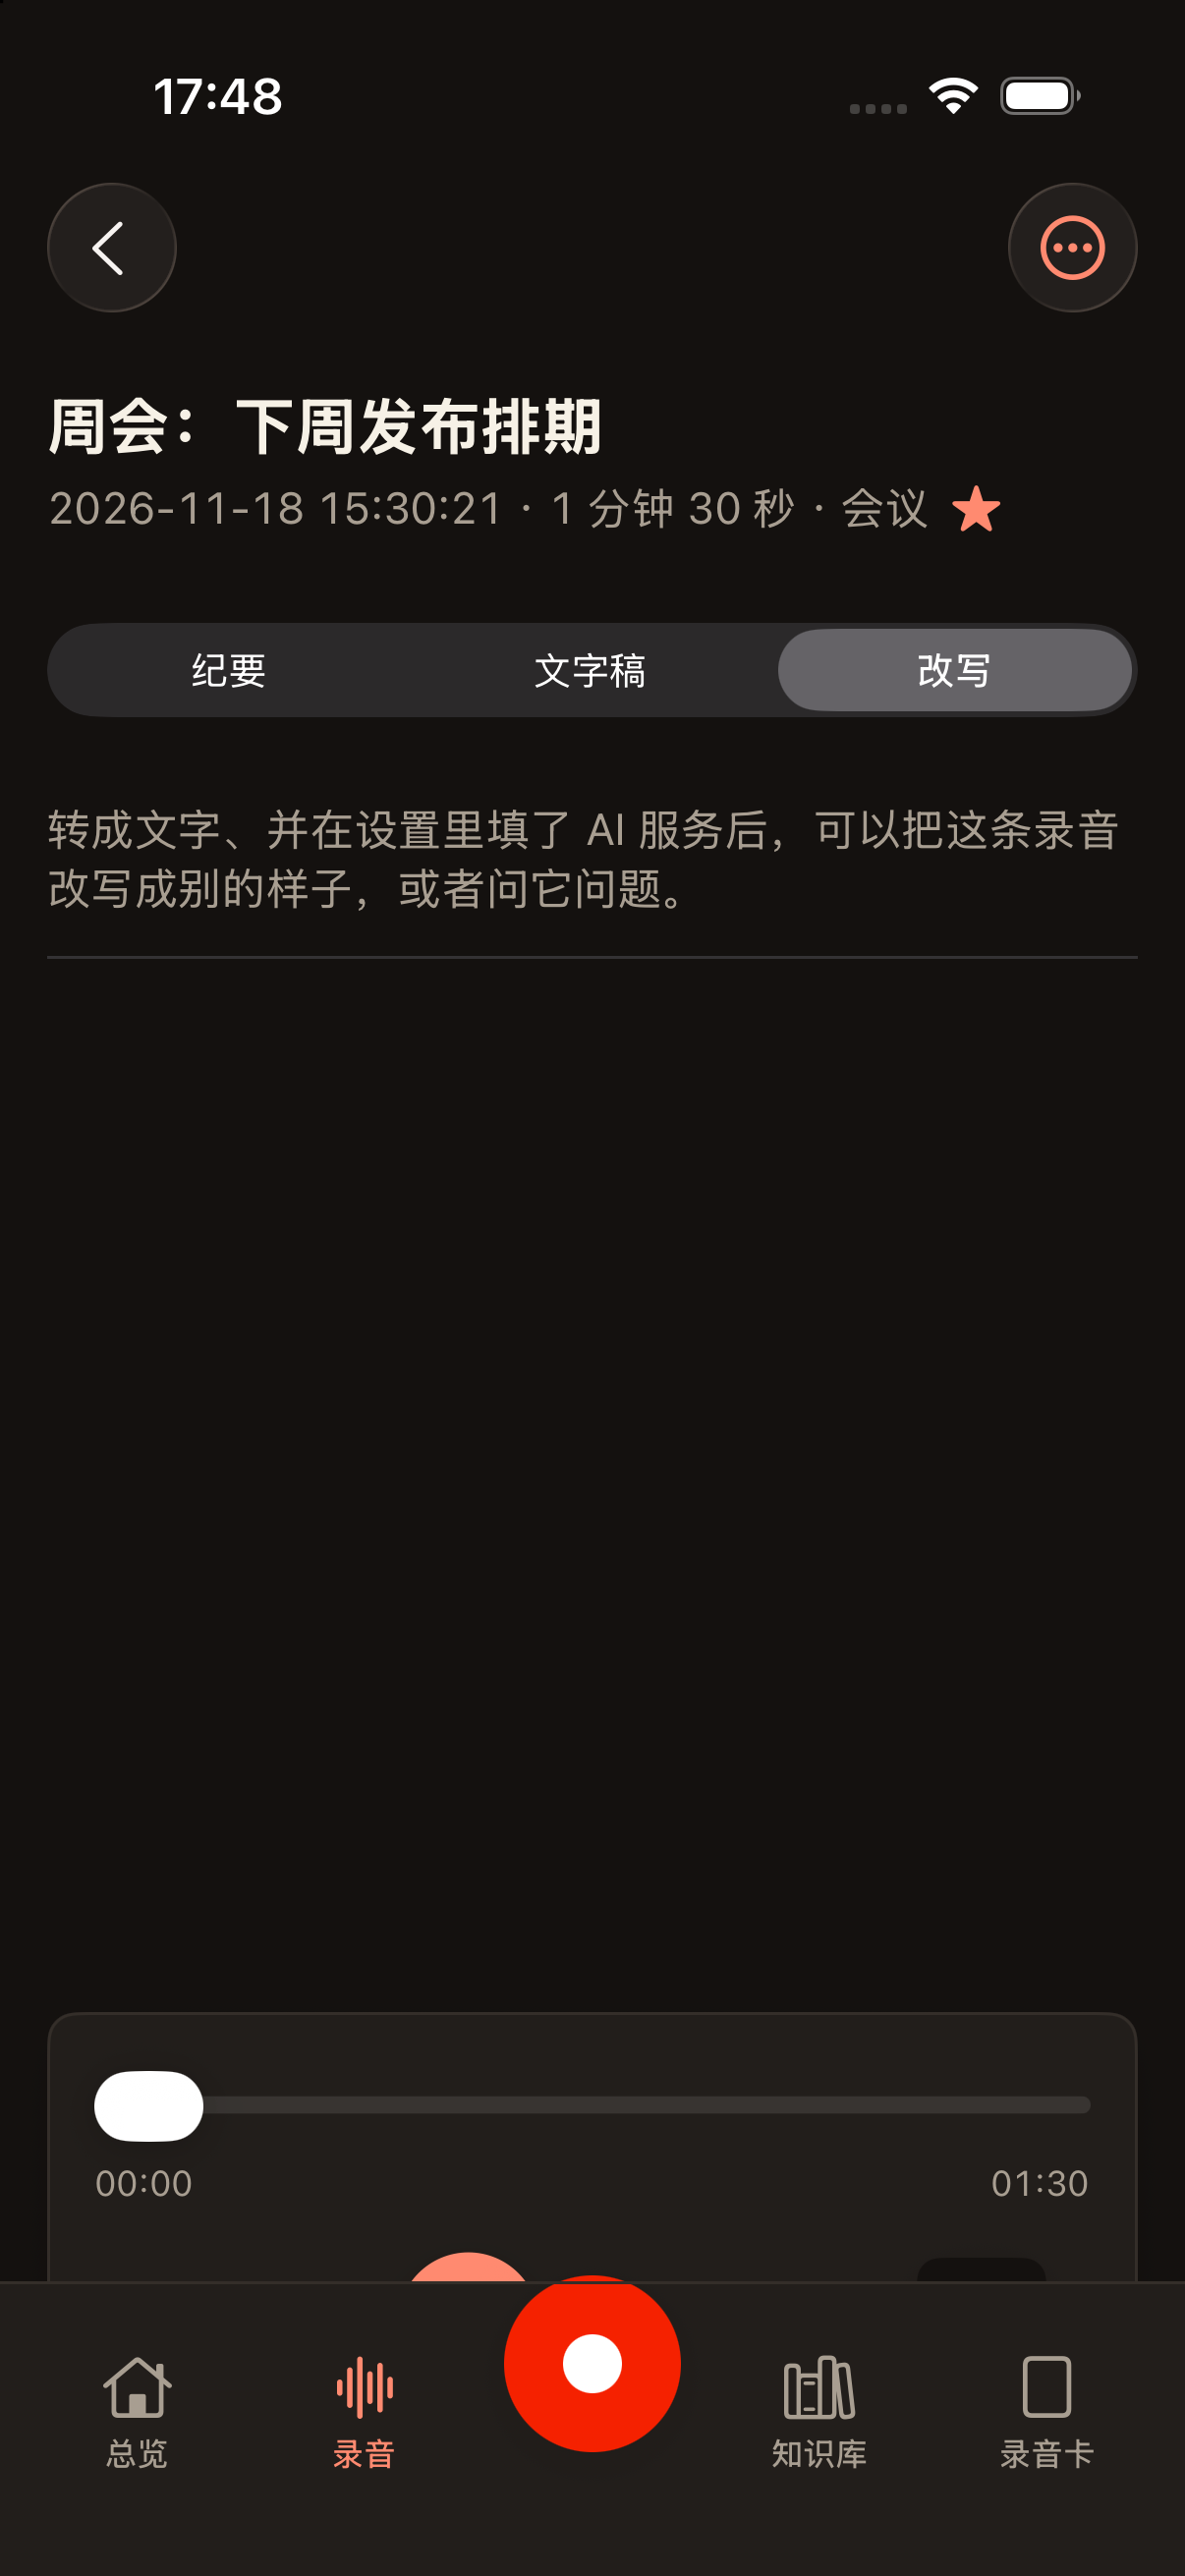 17:48
周会：下周发布排期
2026-11-18 15:30:21 · 1 分钟 30 秒 · 会议
纪要 文字稿 改写
转成文字、并在设置里填了 AI 服务后，可以把这条录音
改写成别的样子，或者问它问题。
00:00 01:30
总览 录音 知识库 录音卡